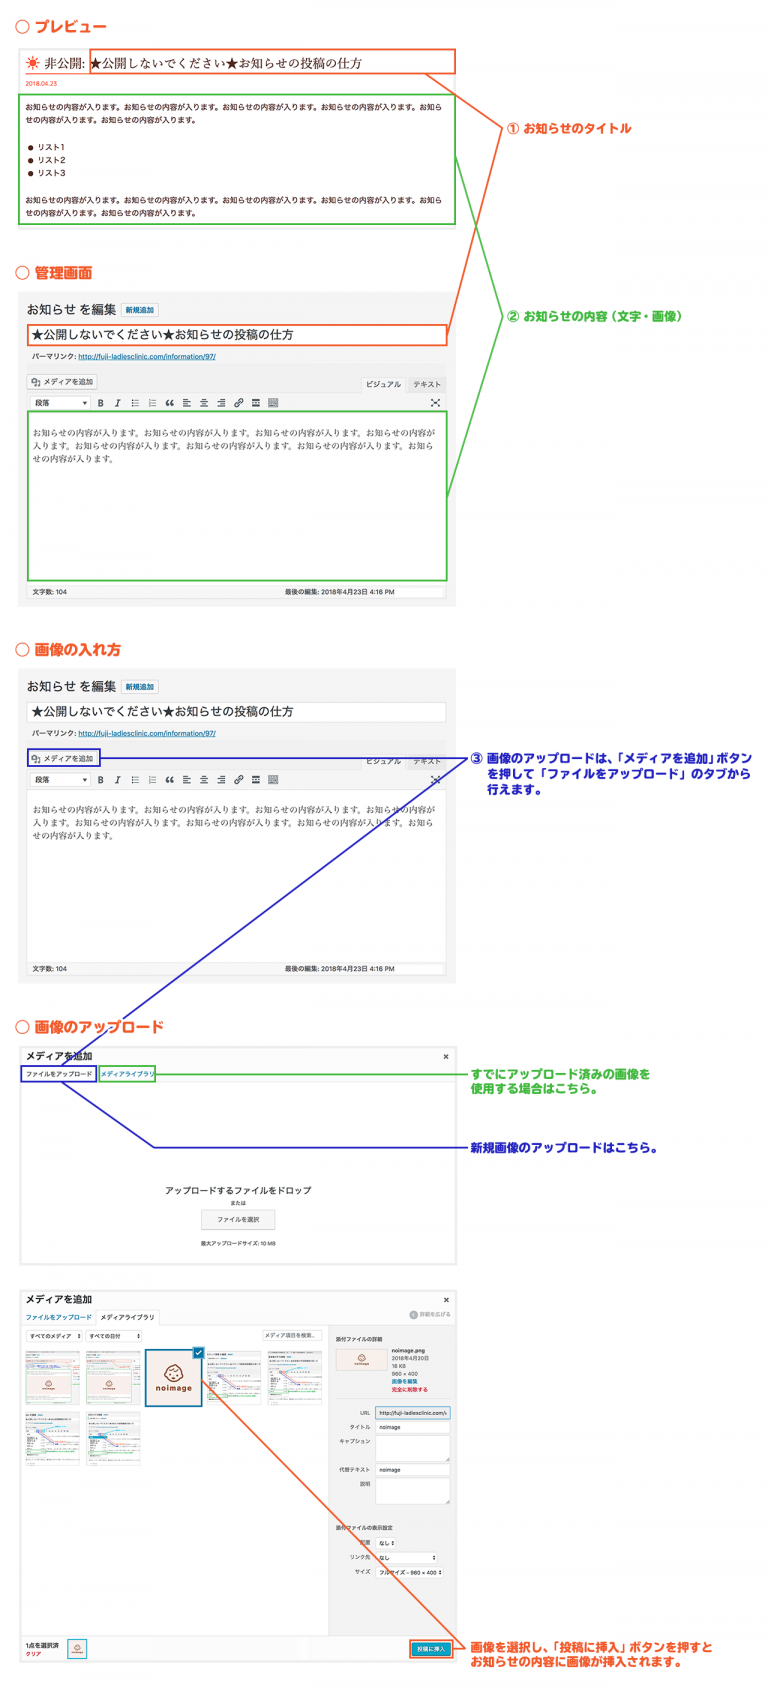 プレビュー
非公開: ★公開しないでください★お知らせの投稿の仕方
2018.04.23
お知らせの内容が入ります。お知らせの内容が入ります。お知らせの内容が入ります。お知らせの内容が入ります。お知ら
せの内容が入ります。お知らせの内容が入ります。
リスト1
リスト2
リスト3
お知らせの内容が入ります。お知らせの内容が入ります。お知らせの内容が入ります。お知らせの内容が入ります。お知ら
せの内容が入ります。お知らせの内容が入ります。
① お知らせのタイトル
管理画面
お知らせ を編集 新規追加
★公開しないでください★お知らせの投稿の仕方
② お知らせの内容（文字・画像）
パーマリンク: http://fuji-ladiesclinic.com/information/97/
メディアを追加
ビジュアル テキスト
段落 B I
お知らせの内容が入ります。お知らせの内容が入ります。お知らせの内容が入ります。お知らせの内容が
入ります。お知らせの内容が入ります。お知らせの内容が入ります。お知らせの内容が入ります。お知ら
せの内容が入ります。
文字数: 104 最後の編集: 2018年4月23日 4:16 PM
画像の入れ方
お知らせ を編集 新規追加
★公開しないでください★お知らせの投稿の仕方
パーマリンク: http://fuji-ladiesclinic.com/information/97/
メディアを追加
ビジュアル テキスト
③ 画像のアップロードは、「メディアを追加」ボタン
を押して「ファイルをアップロード」のタブから
行えます。
段落 B I
お知らせの内容が入ります。お知らせの内容が入ります。お知らせの内容が入ります。お知らせの内容が
入ります。お知らせの内容が入ります。お知らせの内容が入ります。お知らせの内容が入ります。お知ら
せの内容が入ります。
文字数: 104 最後の編集: 2018年4月23日 4:16 PM
画像のアップロード
メディアを追加
ファイルをアップロード メディアライブラリ
すでにアップロード済みの画像を
使用する場合はこちら。
新規画像のアップロードはこちら。
アップロードするファイルをドロップ
または
ファイルを選択
最大アップロードサイズ: 10 MB
メディアを追加
ファイルをアップロード メディアライブラリ
詳細を広げる
すべてのメディア すべての日付 メディア項目を検索...
noimage
添付ファイルの詳細
noimage.png
2018年4月20日
16 KB
960 × 400
画像を編集
完全に削除する
URL http://fuji-ladiesclinic.com/
タイトル noimage
キャプション
代替テキスト noimage
説明
添付ファイルの表示設定
配置 なし
リンク先 なし
サイズ フルサイズ – 960 × 400
1点を選択済
クリア
投稿に挿入
画像を選択し、「投稿に挿入」ボタンを押すと
お知らせの内容に画像が挿入されます。